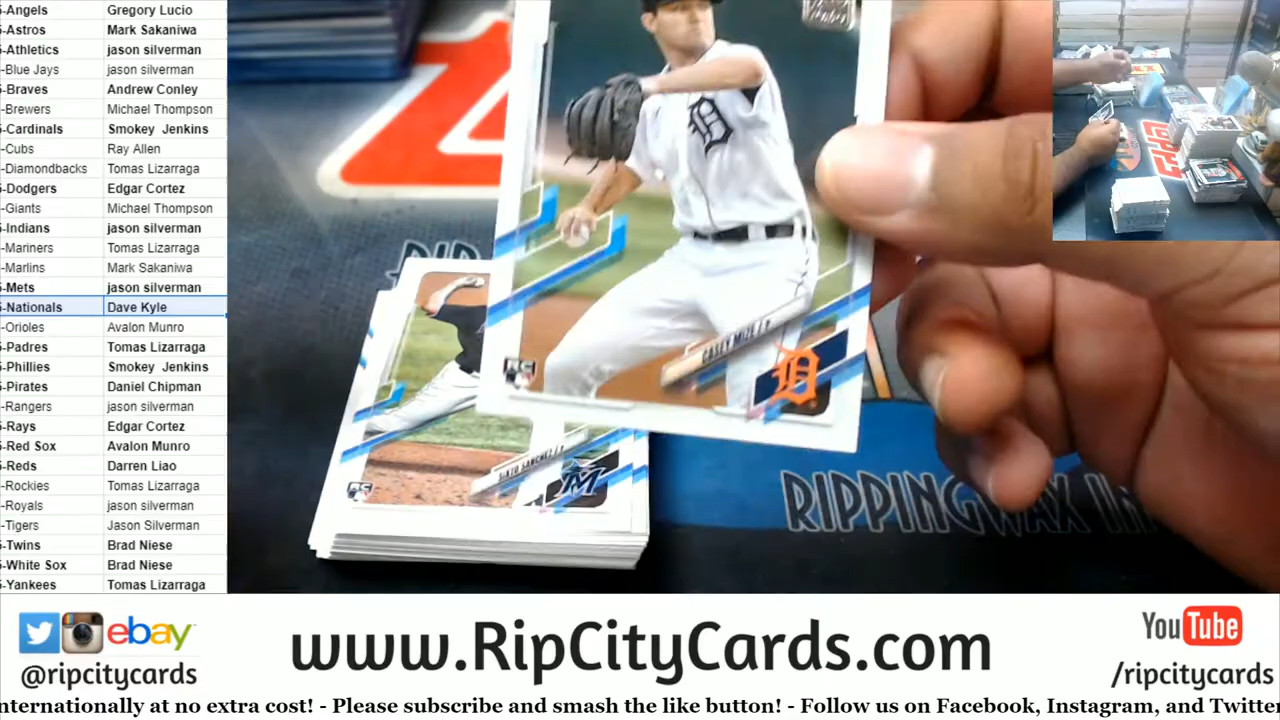 -Angels Gregory Lucio
-Astros Mark Sakaniwa
-Athletics jason silverman
-Blue Jays jason silverman
-Braves Andrew Conley
-Brewers Michael Thompson
-Cardinals Smokey Jenkins
-Cubs Ray Allen
-Diamondbacks Tomas Lizarraga
-Dodgers Edgar Cortez
-Giants Michael Thompson
-Indians jason silverman
-Mariners Tomas Lizarraga
-Marlins Mark Sakaniwa
-Mets jason silverman
-Nationals Dave Kyle
-Orioles Avalon Munro
-Padres Tomas Lizarraga
-Phillies Smokey Jenkins
-Pirates Daniel Chipman
-Rangers jason silverman
-Rays Edgar Cortez
-Red Sox Avalon Munro
-Reds Darren Liao
-Rockies Tomas Lizarraga
-Royals jason silverman
-Tigers Jason Silverman
-Twins Brad Niese
-White Sox Brad Niese
-Yankees Tomas Lizarraga
D
RC
CASEY MIZE
D
RC
SIXTO SANCHEZ
M
RIPPINGWAX
ebay
@ripcitycards
www.RipCityCards.com
YouTube
/ripcitycards
nternationally at no extra cost! - Please subscribe and smash the like button! - Follow us on Facebook, Instagram, and Twitter